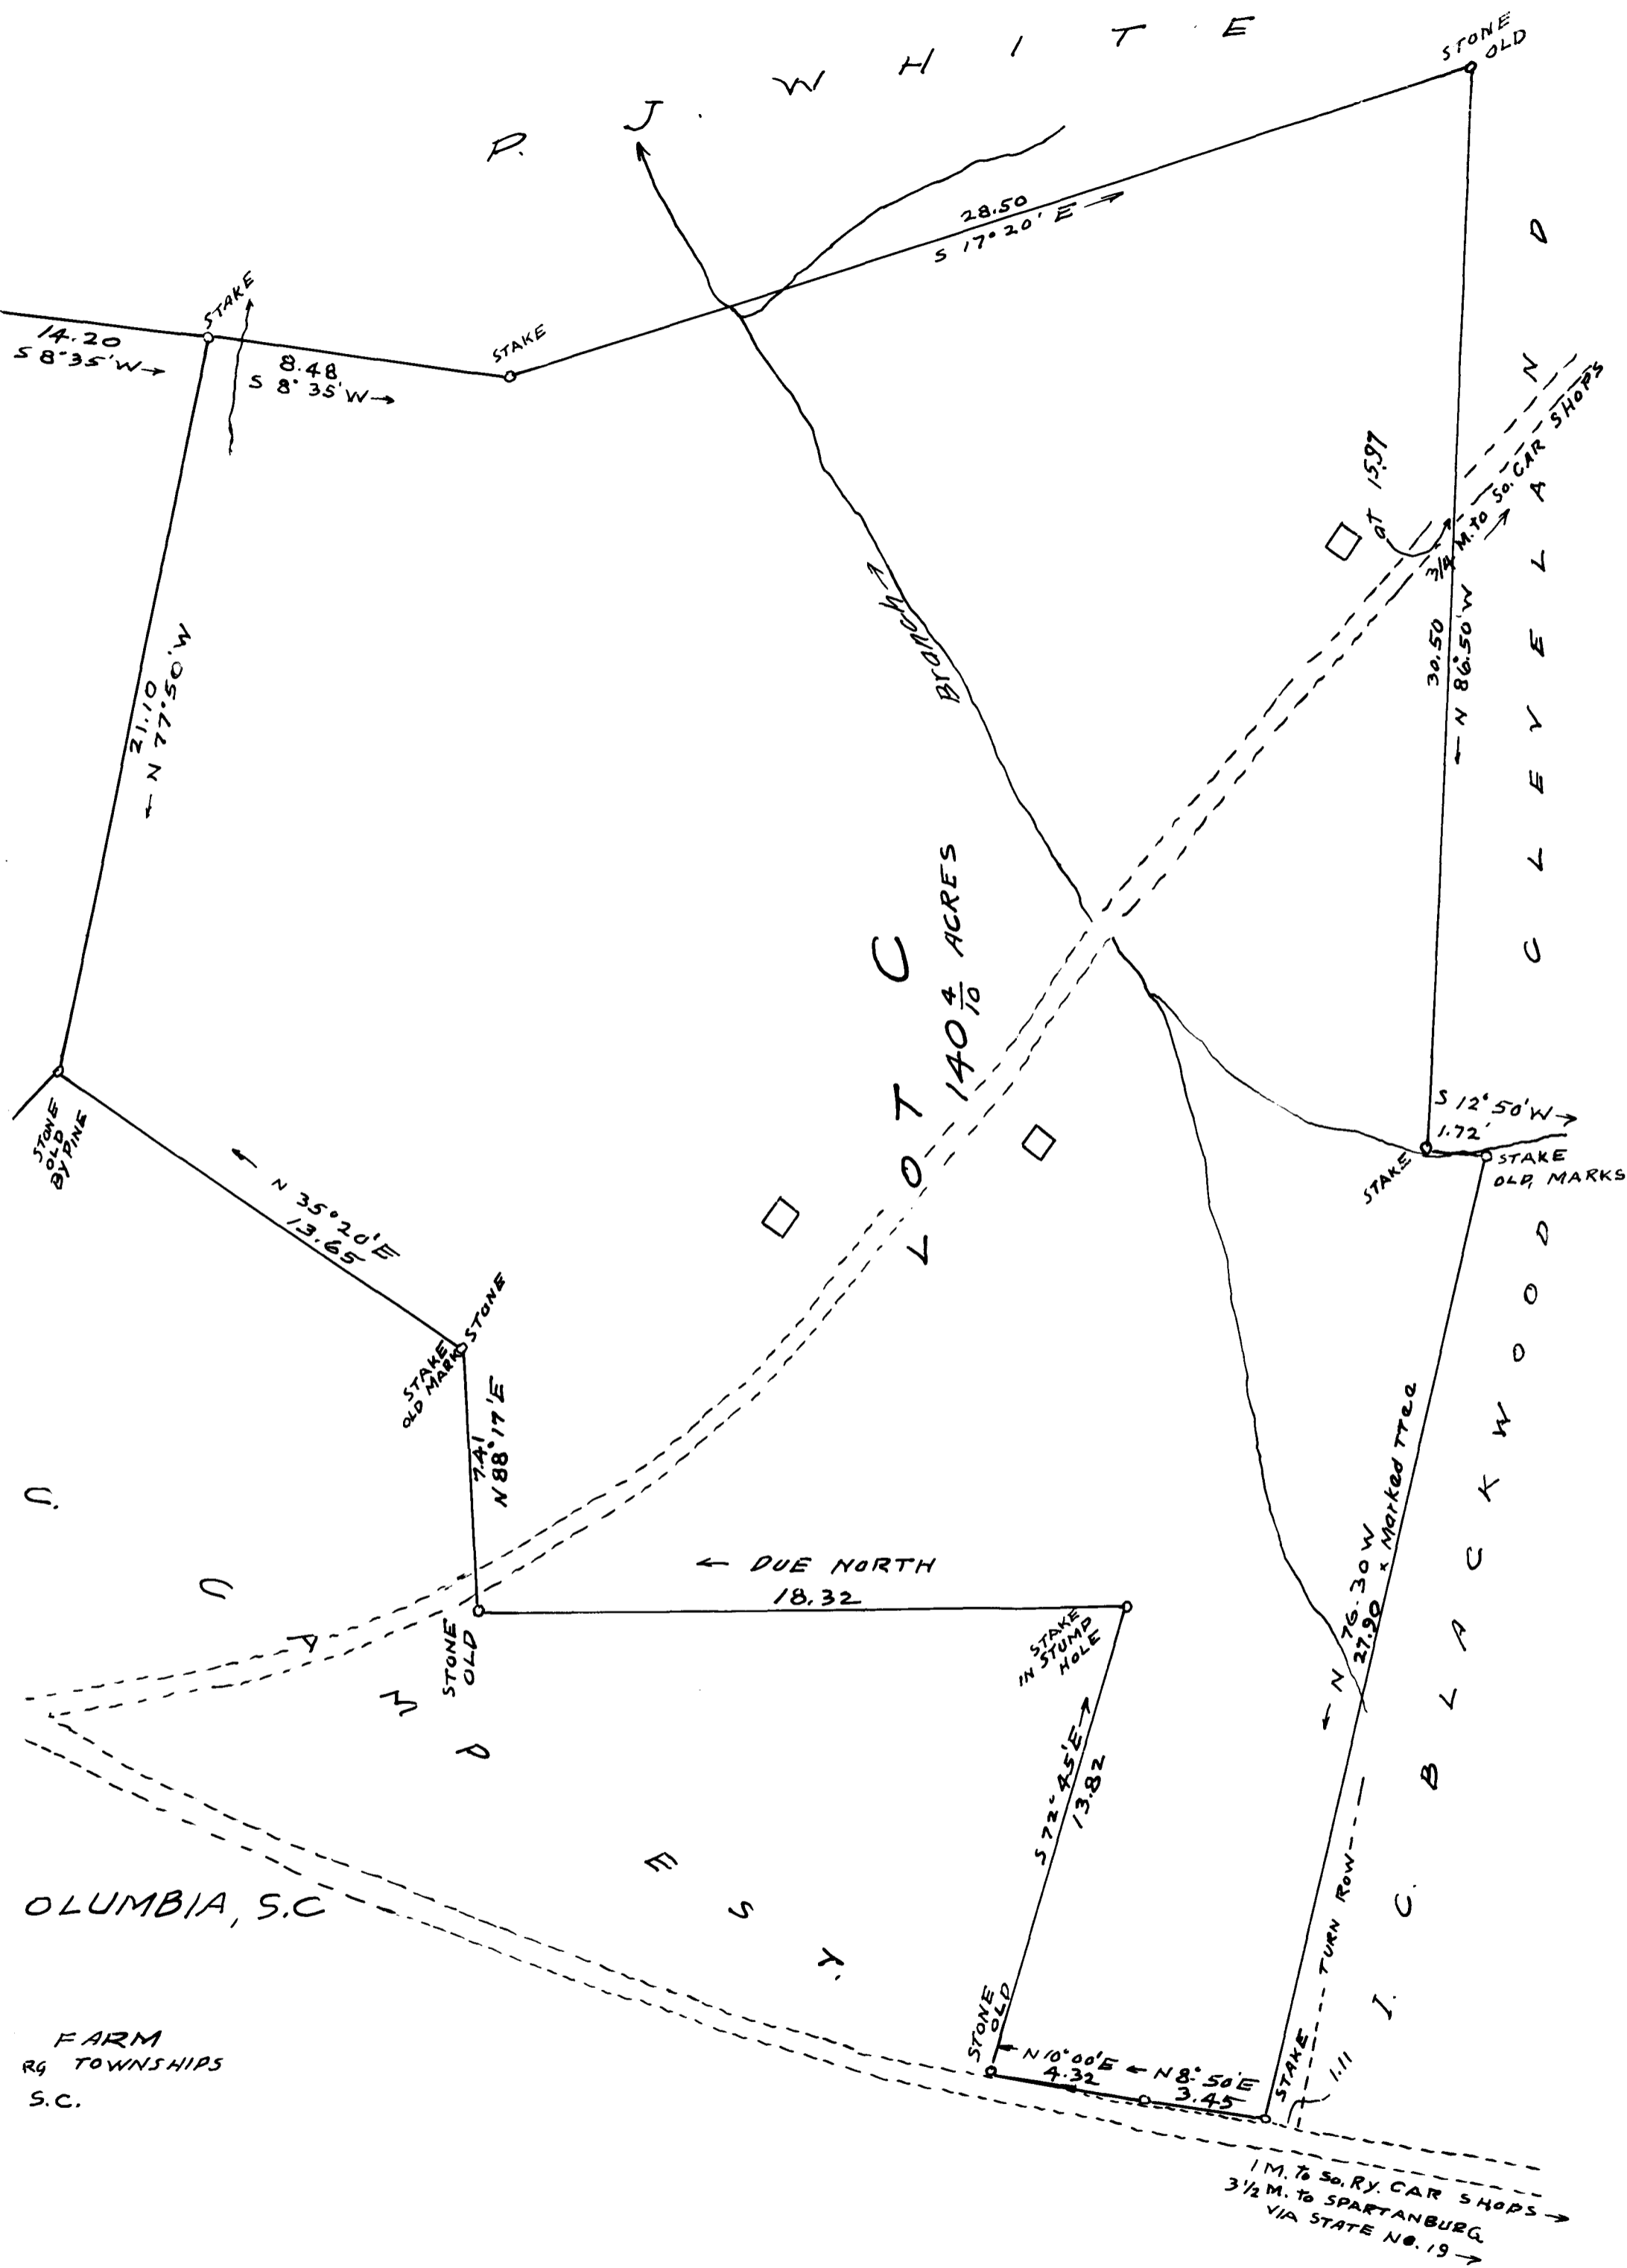 P. J. WHITE
STONE
OLD
28.50
S 17° 20' E →
STAKE
14.20
S 8° 35' W →
8.48
S 8° 35' W →
STAKE
CLEVELAND
at 15.97
3/4 M. to So. CAR SHOPS
30.50
← N 86.50' W
Branch →
21.10
← N 77° 50' W
LOT C
140 4/10 ACRES
STONE
OLD
By PINE
← N 35° 20' E
13.65
S 12° 50' W →
1.72'
STAKE
STAKE
OLD, MARKS
STONE
STAKE
OLD MARK
7.41
N 88° 17' E
← DUE NORTH
18.32
STONE
OLD
STAKE
IN STUMP
HOLE
C. C. AMP
ESY.
S 72° 45' E →
13.82
← N 76.30 W
27.90 x Marked Tree
I. C. BLACKWOOD
TURN ROW
OLUMBIA, S.C
FARM
RG TOWNSHIPS
S.C.
STONE
OLD
← N 10° 00' E ← N 8° 50' E
4.32
3.45
STAKE
1.11
1 M. to So. Ry. CAR SHOPS →
3 1/2 M. to SPARTANBURG
VIA STATE NO. 19 →